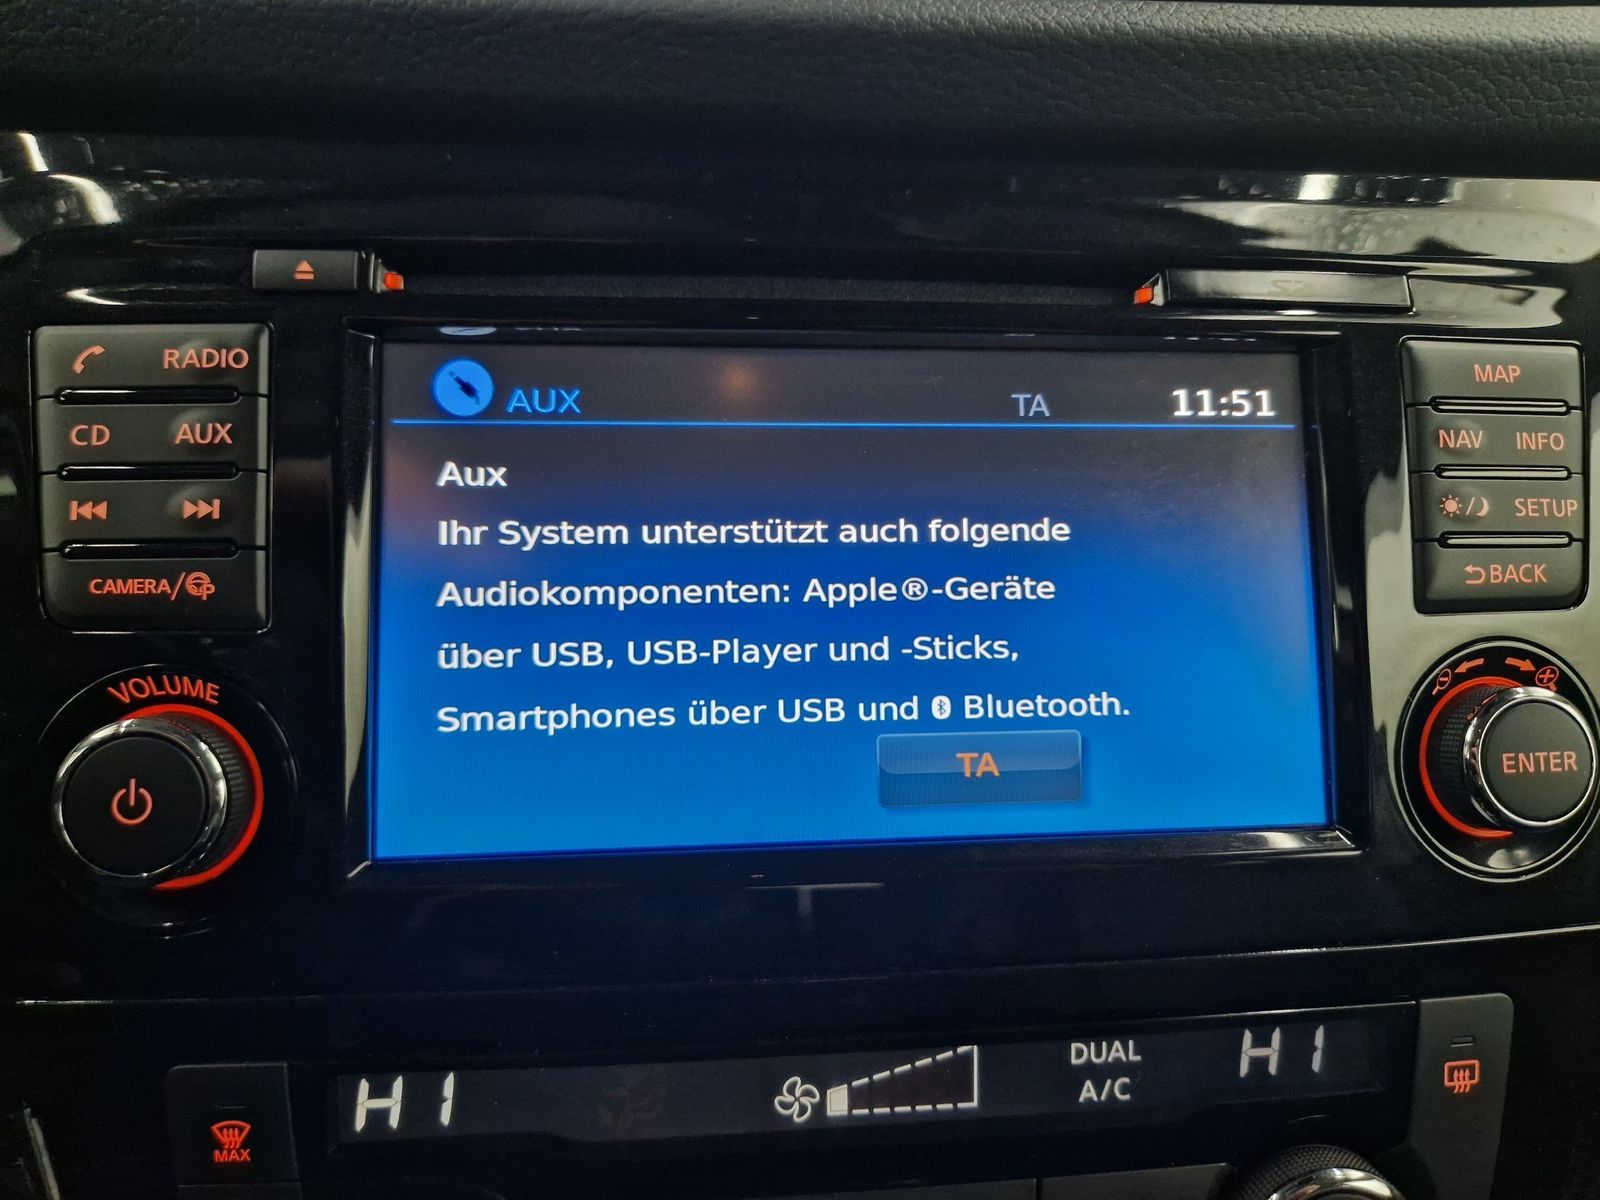 RADIO
CD AUX
CAMERA/
VOLUME
AUX TA 11:51
Aux
Ihr System unterstützt auch folgende
Audiokomponenten: Apple®-Geräte
über USB, USB-Player und -Sticks,
Smartphones über USB und Bluetooth.
TA
MAP
NAV INFO
SETUP
BACK
ENTER
HI
DUAL
A/C
HI
MAX